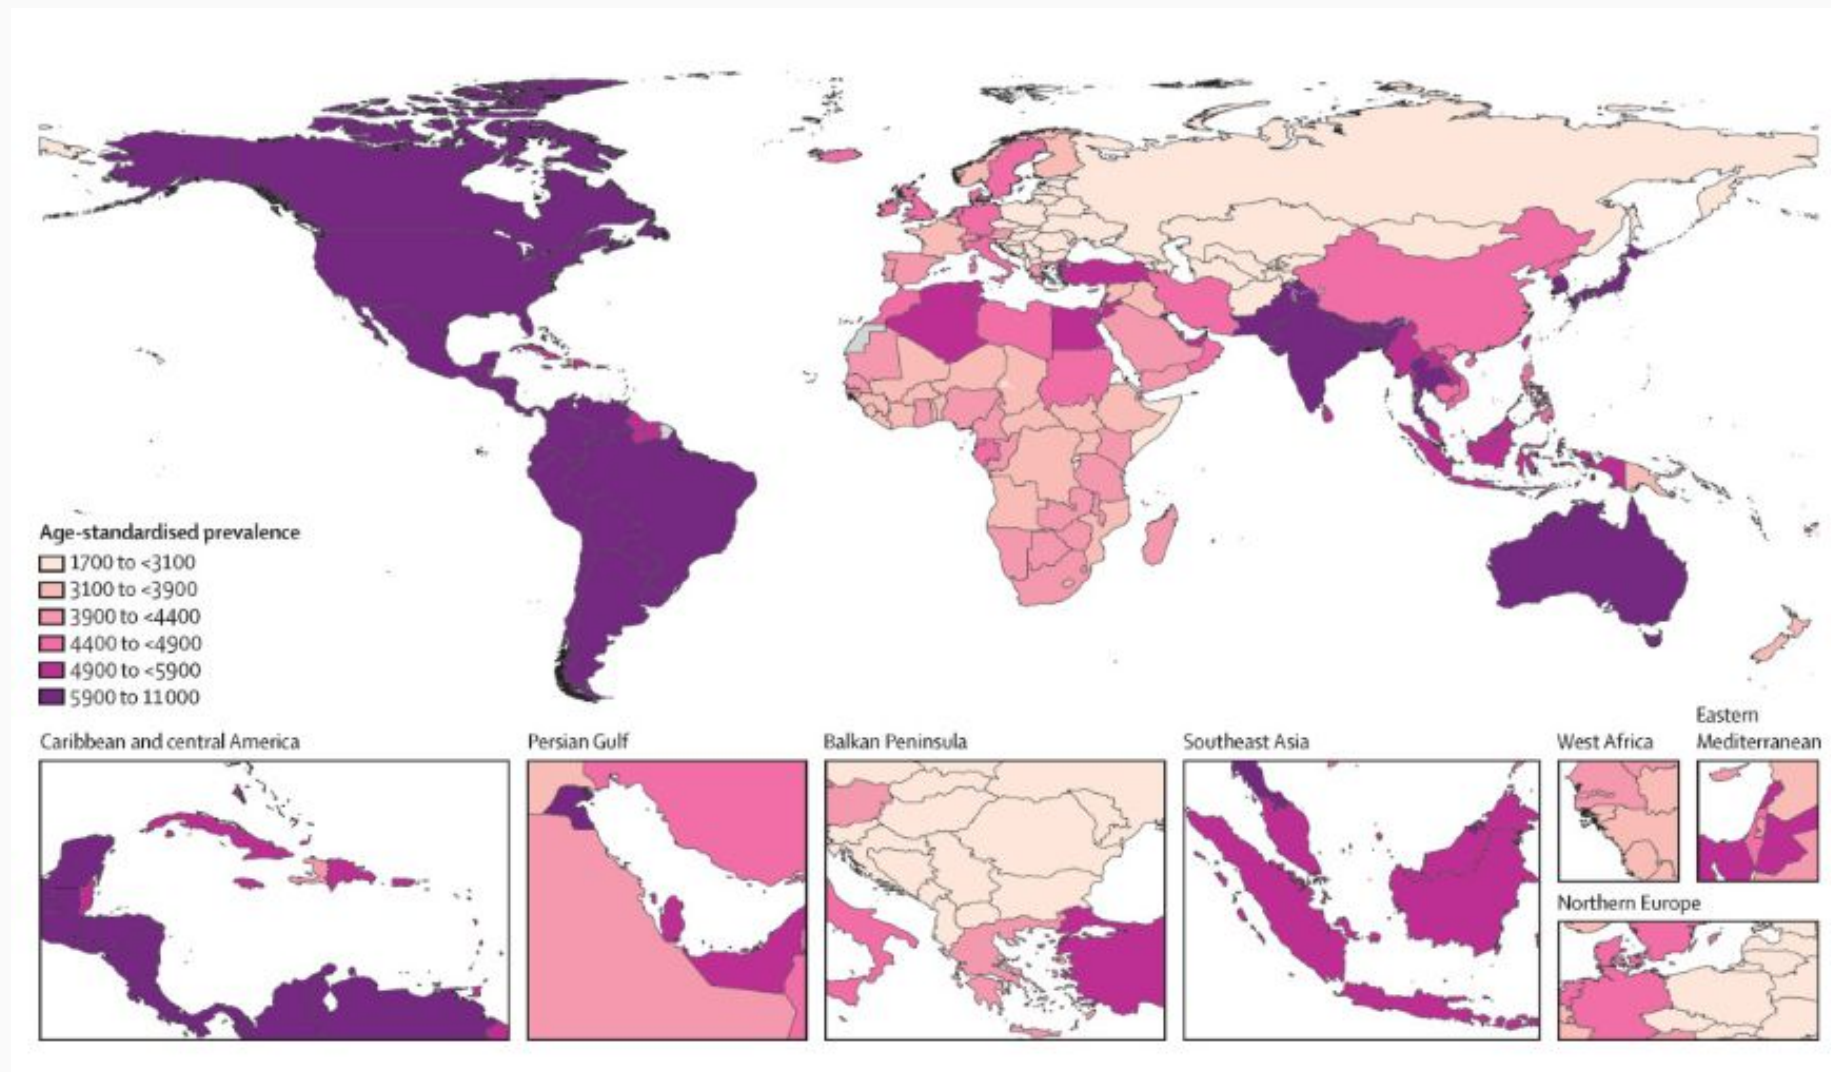 Age-standardised prevalence
1700 to <3100
3100 to <3900
3900 to <4400
4400 to <4900
4900 to <5900
5900 to 11000
Caribbean and central America
Persian Gulf
Balkan Peninsula
Southeast Asia
West Africa
Eastern
Mediterranean
Northern Europe